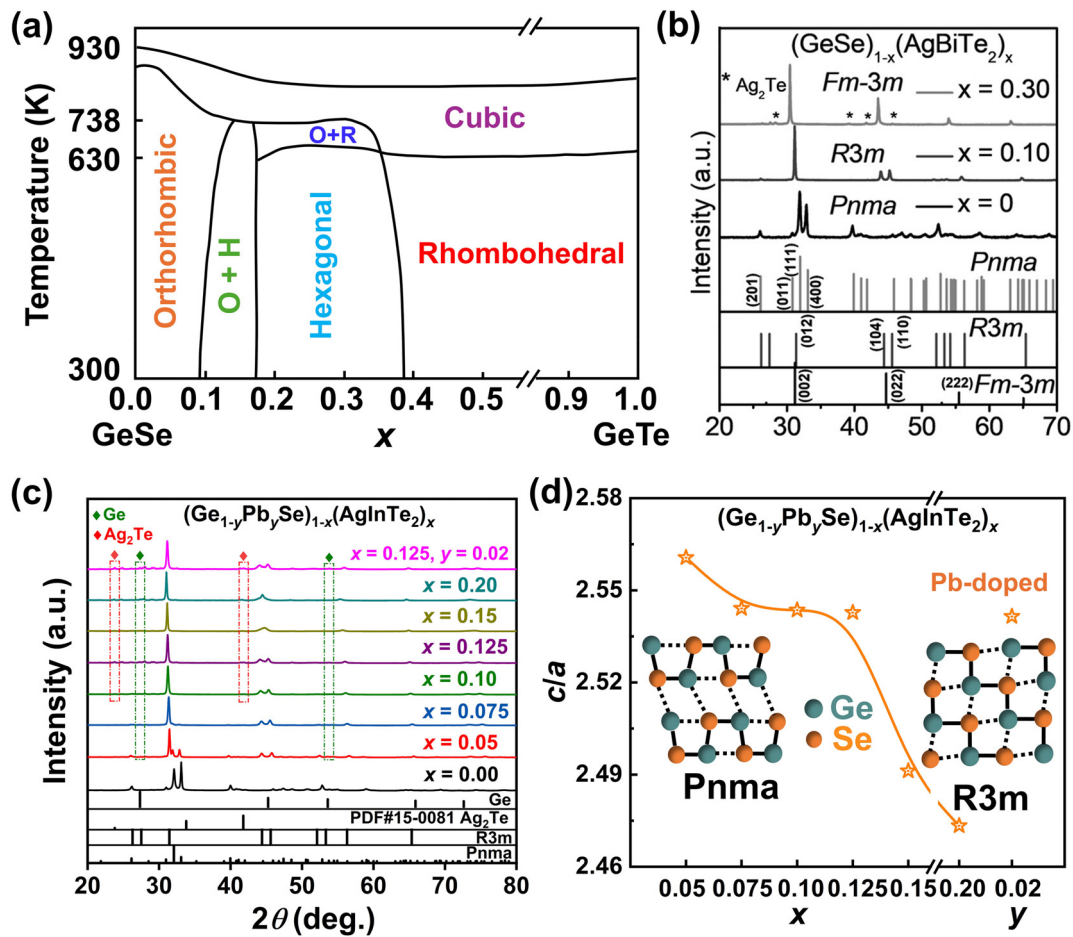 (a)
930
738
630
300
Temperature (K)
Orthorhombic
O + H
Hexagonal
O+R
Cubic
Rhombohedral
0.0 0.1 0.2 0.3 0.4 1.0
GeSe x GeTe
(b)
(GeSe)1-x(AgBiTe2)x
* Ag2Te
Fm-3m
x = 0.30
* * * * *
R3m
x = 0.10
Pnma
x = 0
Intensity (a.u.)
Pnma
(201)
(011)
(111)
(400)
R3m
(012)
(104)
(110)
Fm-3m
(002)
(022)
(222)
20 30 40 50 60 70
(c)
(Ge1-yPbySe)1-x(AgInTe2)x
Ge
Ag2Te
x = 0.125, y = 0.02
x = 0.20
x = 0.15
x = 0.125
x = 0.10
x = 0.075
x = 0.05
x = 0.00
Ge
PDF#15-0081 Ag2Te
R3m
Pnma
Intensity (a.u.)
20 30 40 50 60 70 80
2θ (deg.)
(d)
(Ge1-yPbySe)1-x(AgInTe2)x
2.58
2.55
2.52
2.49
2.46
c/a
Pb-doped
Ge
Se
Pnma
R3m
0.05 0.075 0.10 0.125 0.15 0.20 0.02
x y